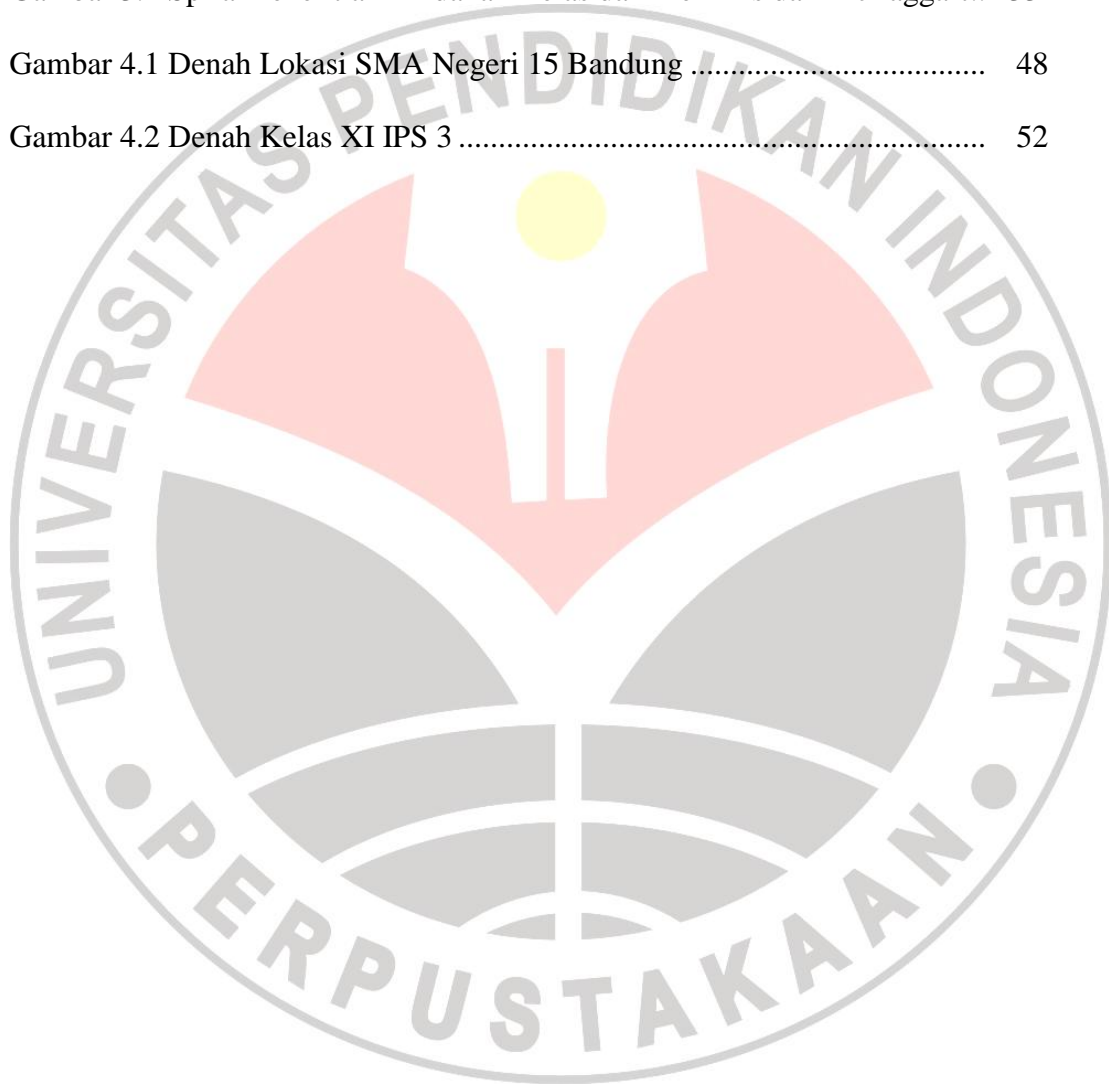 Gambar 4.1 Denah Lokasi SMA Negeri 15 Bandung ..................................... 48
Gambar 4.2 Denah Kelas XI IPS 3 .................................................................. 52
UNIVERSITAS PENDIDIKAN INDONESIA
PERPUSTAKAAN